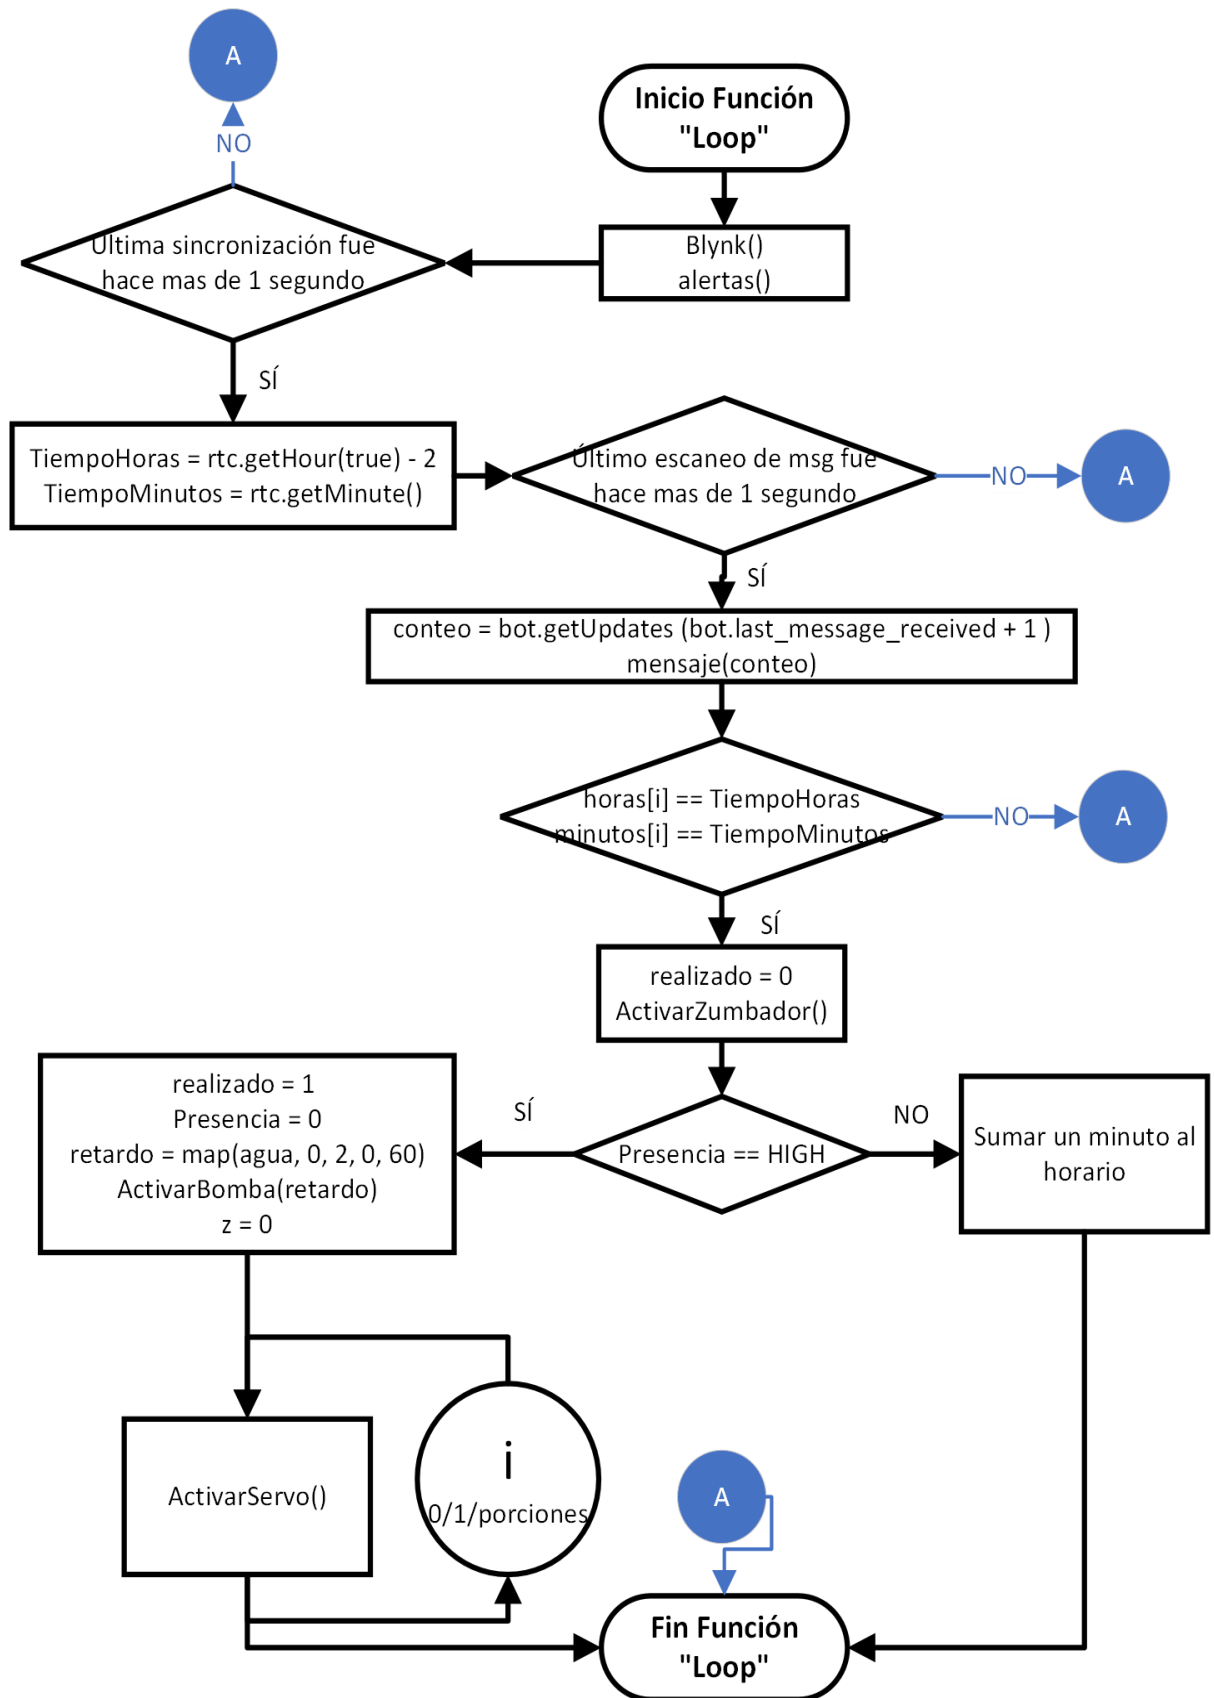 A
NO
Inicio Función
"Loop"
Blynk()
alertas()
Ultima sincronización fue
hace mas de 1 segundo
SÍ
TiempoHoras = rtc.getHour(true) - 2
TiempoMinutos = rtc.getMinute()
Último escaneo de msg fue
hace mas de 1 segundo
NO
A
SÍ
conteo = bot.getUpdates (bot.last_message_received + 1 )
mensaje(conteo)
horas[i] == TiempoHoras
minutos[i] == TiempoMinutos
NO
A
SÍ
realizado = 0
ActivarZumbador()
Presencia == HIGH
SÍ
NO
realizado = 1
Presencia = 0
retardo = map(agua, 0, 2, 0, 60)
ActivarBomba(retardo)
z = 0
Sumar un minuto al
horario
ActivarServo()
i
0/1/porciones
A
Fin Función
"Loop"